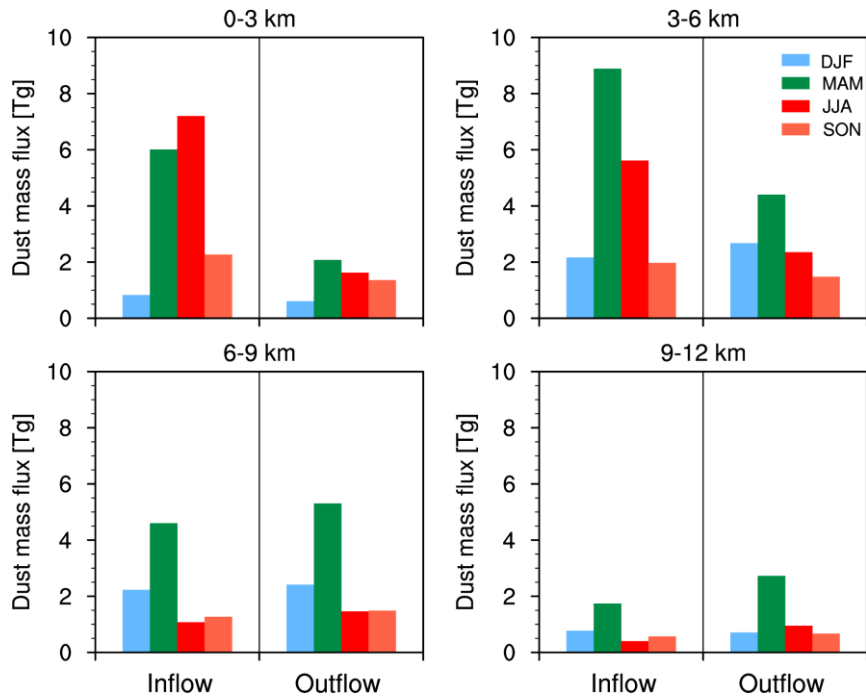 0-3 km
3-6 km
Dust mass flux [Tg]
10
8
6
4
2
0
Dust mass flux [Tg]
10
8
6
4
2
0
DJF
MAM
JJA
SON
6-9 km
9-12 km
Dust mass flux [Tg]
10
8
6
4
2
0
Dust mass flux [Tg]
10
8
6
4
2
0
Inflow
Outflow
Inflow
Outflow